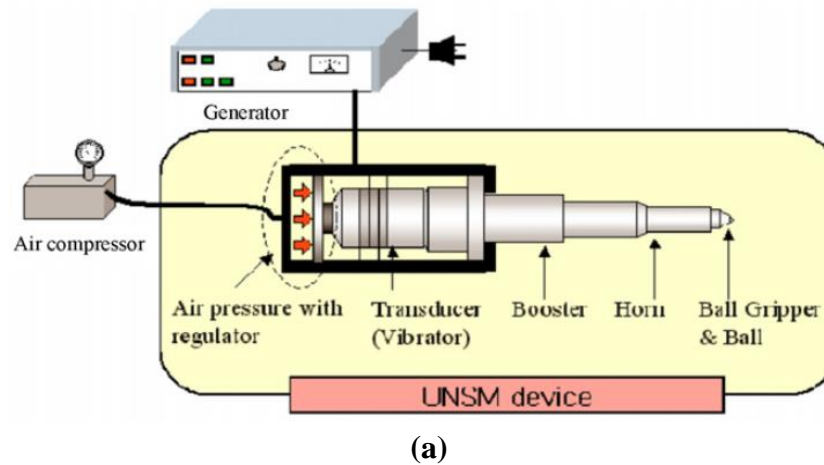 Generator
Air compressor
Air pressure with
regulator
Transducer
(Vibrator)
Booster
Horn
Ball Gripper
& Ball
UNSM device
(a)